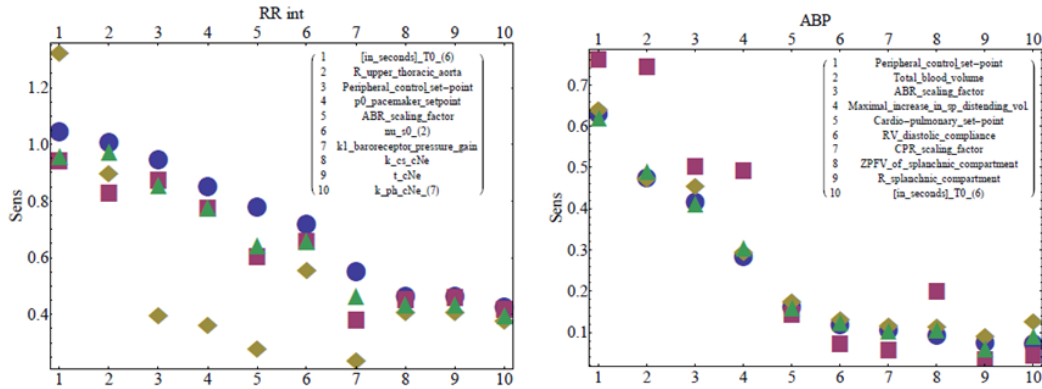 RR int
1 2 3 4 5 6 7 8 9 10
1 [in_seconds]_T0_(6)
2 R_upper_thoracic_aorta
3 Peripheral_control_set-point
4 p0_pacemaker_setpoint
5 ABR_scaling_factor
6 nu_s0_(2)
7 k1_baroreceptor_pressure_gain
8 k_cs_cNe
9 t_cNe
10 k_ph_cNe_(7)
Sens
1.2
1.0
0.8
0.6
0.4
1 2 3 4 5 6 7 8 9 10
ABP
1 2 3 4 5 6 7 8 9 10
1 Peripheral_control_set-point
2 Total_blood_volume
3 ABR_scaling_factor
4 Maximal_increase_in_sp_distending_vol.
5 Cardio-pulmonary_set-point
6 RV_diastolic_compliance
7 CPR_scaling_factor
8 ZPFV_of_splanchnic_compartment
9 R_splanchnic_compartment
10 [in_seconds]_T0_(6)
Sens
0.7
0.6
0.5
0.4
0.3
0.2
0.1
1 2 3 4 5 6 7 8 9 10